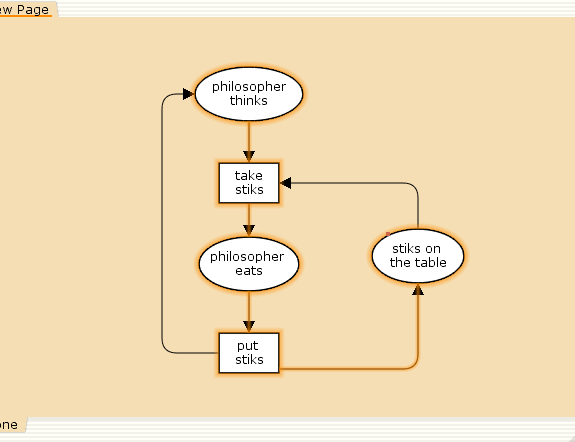 ew Page
philosopher
thinks
take
stiks
philosopher
eats
stiks on
the table
put
stiks
one